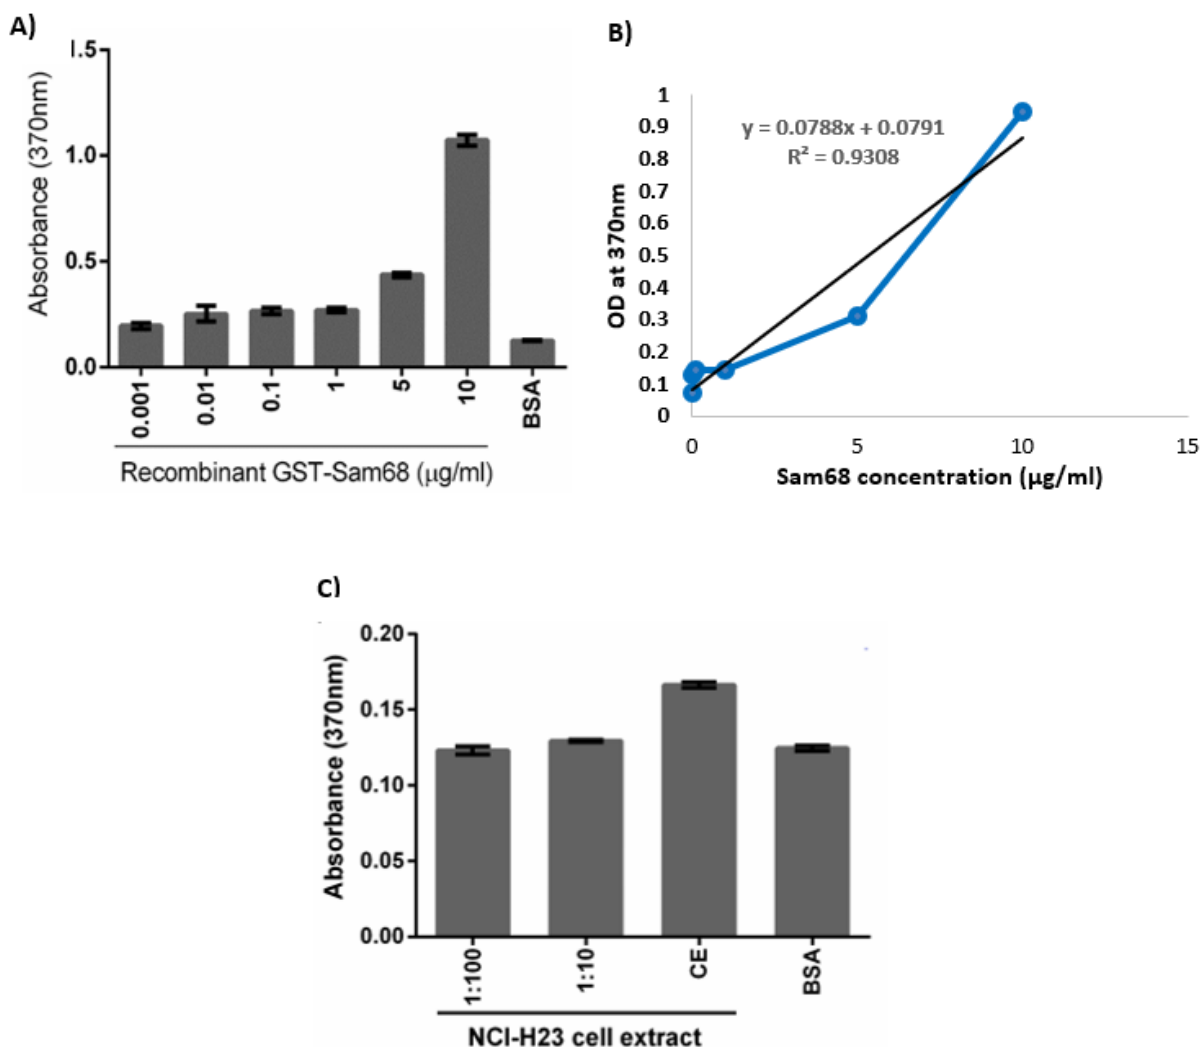 A)
Absorbance (370nm)
1.5
1.0
0.5
0.0
0.001
0.01
0.1
1
5
10
BSA
Recombinant GST-Sam68 (μg/ml)
B)
OD at 370nm
1
0.9
0.8
0.7
0.6
0.5
0.4
0.3
0.2
0.1
0
y = 0.0788x + 0.0791
R² = 0.9308
0 5 10 15
Sam68 concentration (μg/ml)
C)
Absorbance (370nm)
0.20
0.15
0.10
0.05
0.00
1:100
1:10
CE
BSA
NCI-H23 cell extract